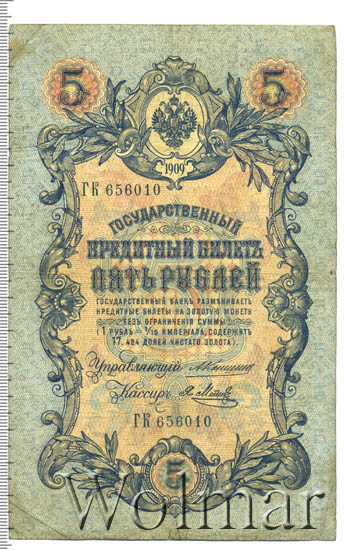 5 5
1909
ГК 656010
ГОСУДАРСТВЕННЫЙ
КРЕДИТНЫЙ БИЛЕТЪ
ПЯТЬ РУБЛЕЙ
ГОСУДАРСТВЕННЫЙ БАНКЪ РАЗМѢНИВАЕТЪ
КРЕДИТНЫЕ БИЛЕТЫ НА ЗОЛОТУЮ МОНЕТУ
БЕЗЪ ОГРАНИЧЕНІЯ СУММЫ
(1 РУБЛЬ = 1/15 ИМПЕРІАЛА, СОДЕРЖИТЪ
17,424 ДОЛЕЙ ЧИСТАГО ЗОЛОТА).
Управляющій
Кассиръ
ГК 656010
5
Wolmar